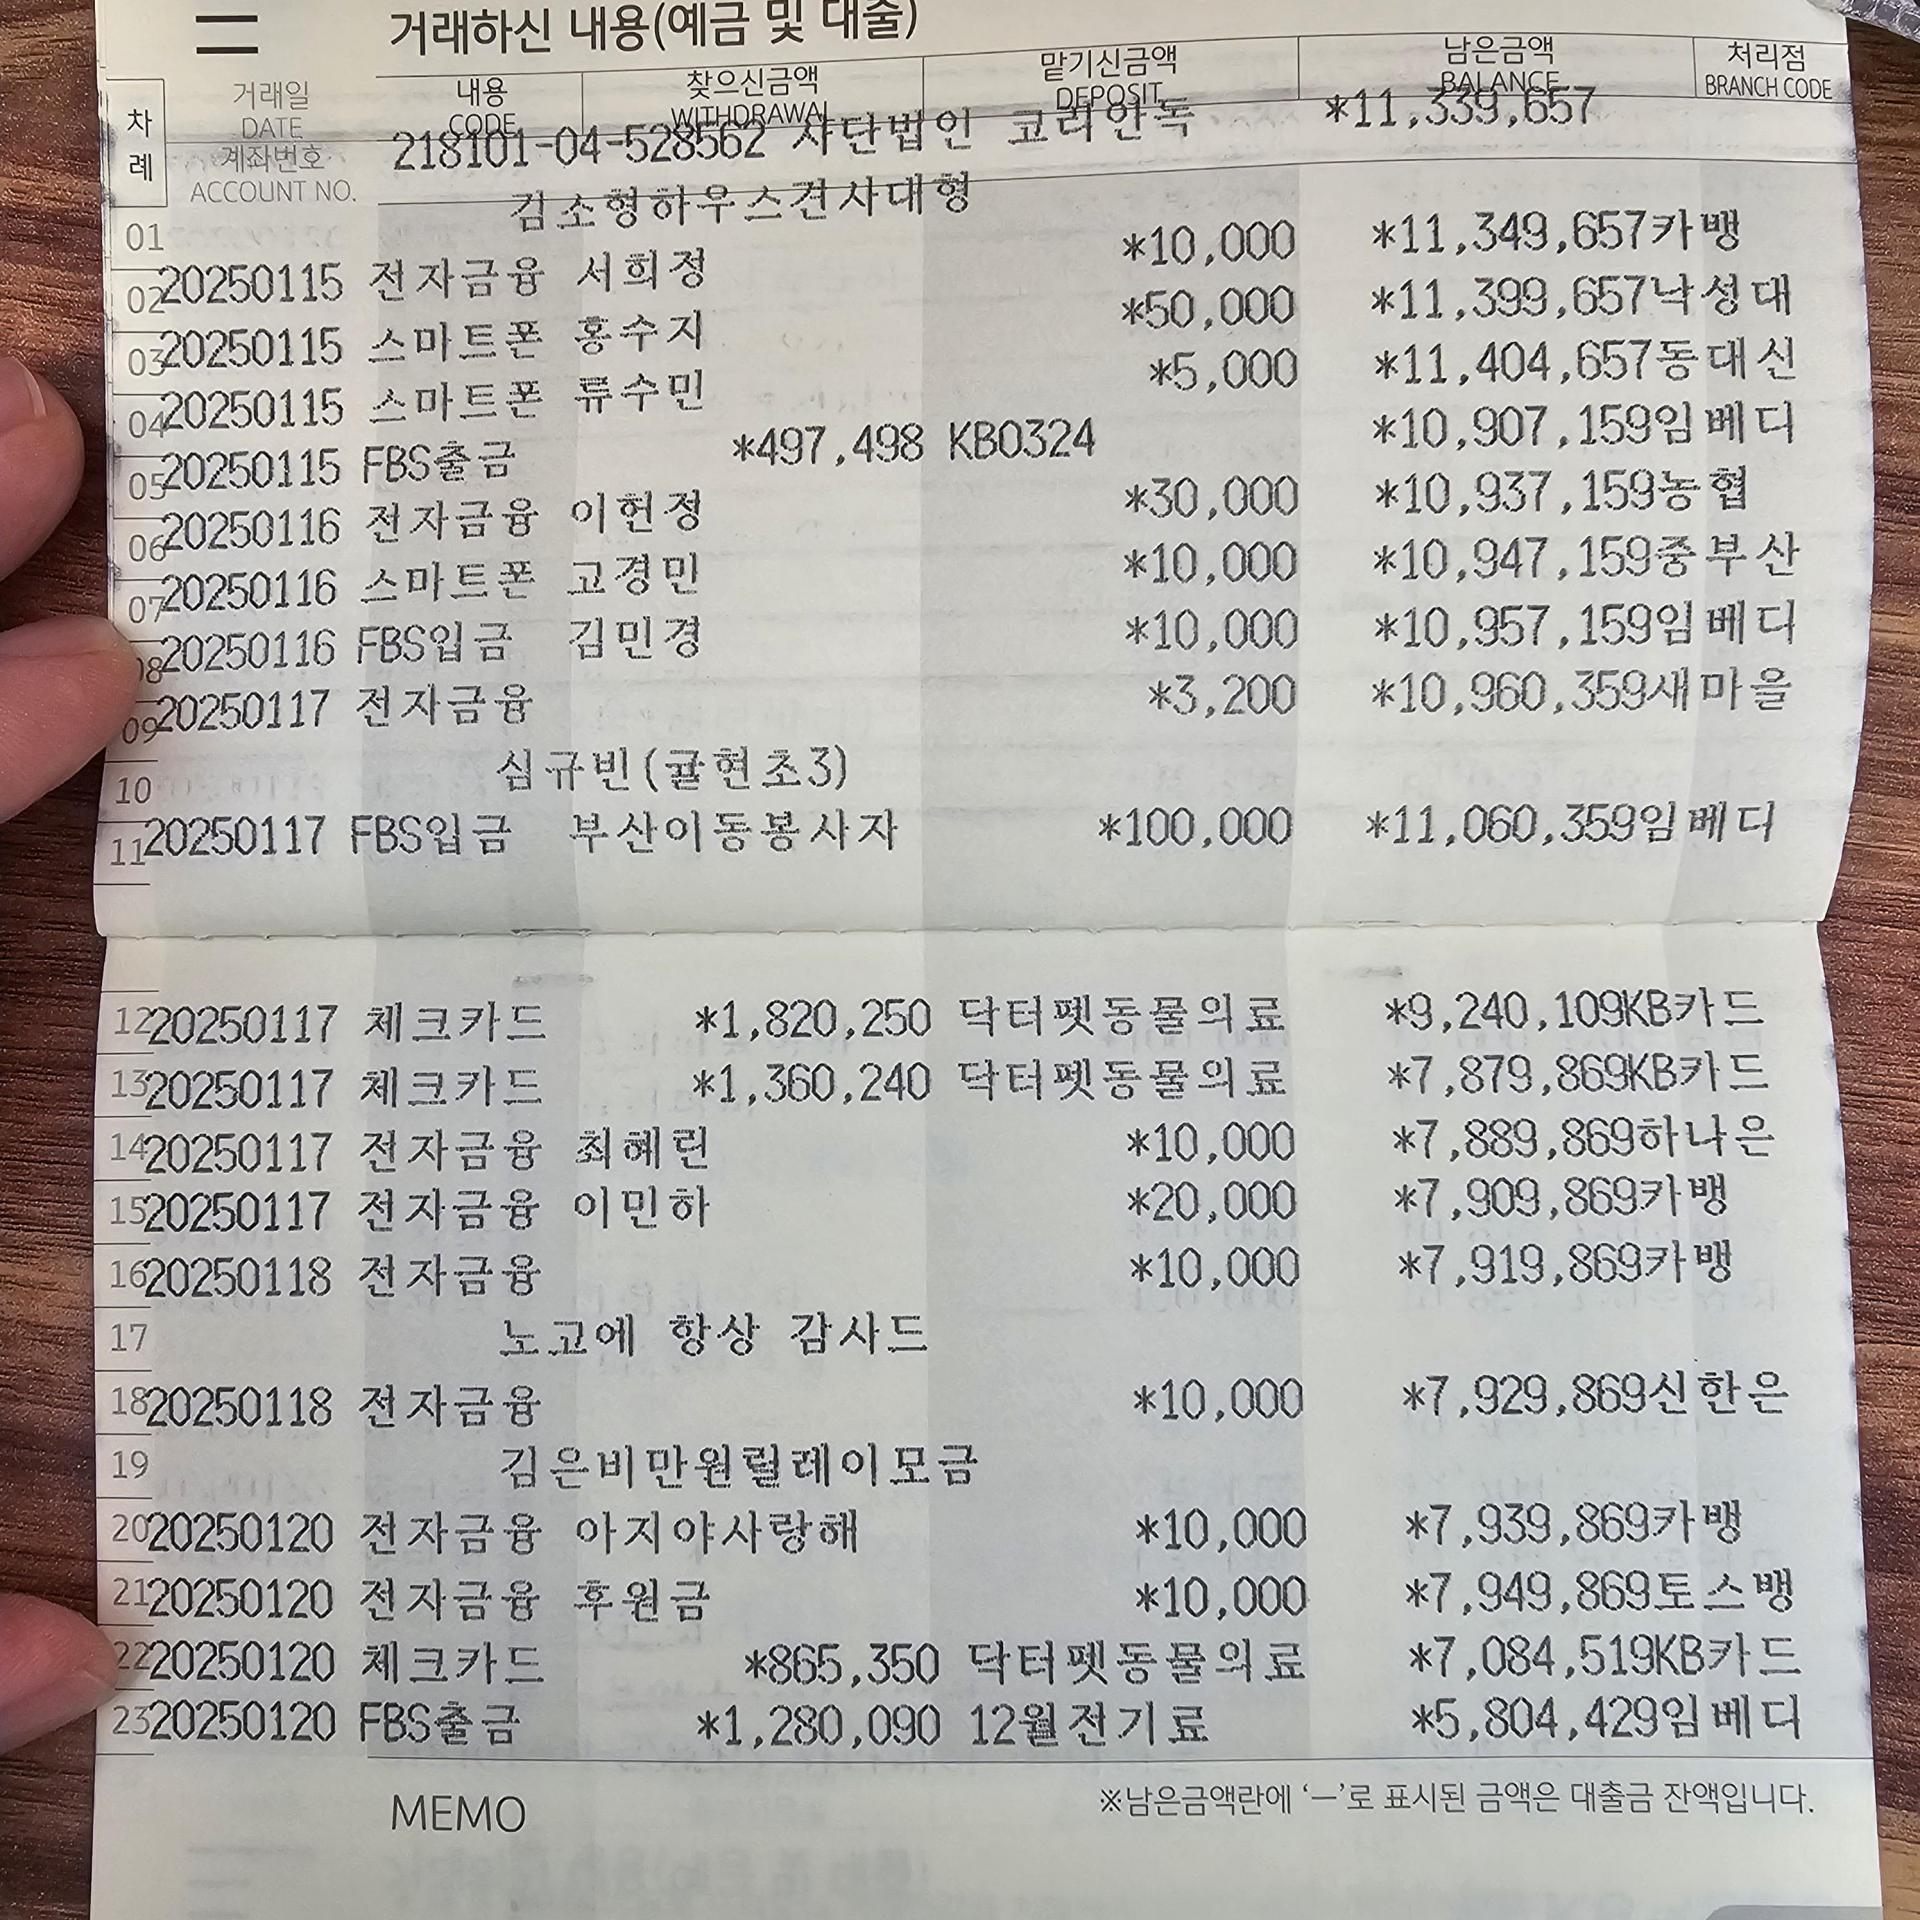 거래하신 내용(예금 및 대출)
차례 거래일 DATE 내용 CODE 찾으신금액 WITHDRAWAL 맡기신금액 DEPOSIT 남은금액 BALANCE 처리점 BRANCH CODE
계좌번호 ACCOUNT NO. 218101-04-528562 사단법인 코리안독 *11,339,657
01 김소형하우스견사대형
02 20250115 전자금융 서희정 *10,000 *11,349,657카뱅
03 20250115 스마트폰 홍수지 *50,000 *11,399,657낙성대
04 20250115 스마트폰 류수민 *5,000 *11,404,657동대신
05 20250115 FBS출금 *497,498 KB0324 *10,907,159임베디
06 20250116 전자금융 이헌정 *30,000 *10,937,159농협
07 20250116 스마트폰 고경민 *10,000 *10,947,159중부산
08 20250116 FBS입금 김민경 *10,000 *10,957,159임베디
09 20250117 전자금융 *3,200 *10,960,359새마을
10 심규빈(귤현초3)
11 20250117 FBS입금 부산이동봉사자 *100,000 *11,060,359임베디
12 20250117 체크카드 *1,820,250 닥터펫동물의료 *9,240,109KB카드
13 20250117 체크카드 *1,360,240 닥터펫동물의료 *7,879,869KB카드
14 20250117 전자금융 최혜린 *10,000 *7,889,869하나은
15 20250117 전자금융 이민하 *20,000 *7,909,869카뱅
16 20250118 전자금융 *10,000 *7,919,869카뱅
17 노고에 항상 감사드
18 20250118 전자금융 *10,000 *7,929,869신한은
19 김은비만원릴레이모금
20 20250120 전자금융 아지야사랑해 *10,000 *7,939,869카뱅
21 20250120 전자금융 후원금 *10,000 *7,949,869토스뱅
22 20250120 체크카드 *865,350 닥터펫동물의료 *7,084,519KB카드
23 20250120 FBS출금 *1,280,090 12월전기료 *5,804,429임베디
MEMO ※남은금액란에 ‘ㅡ’로 표시된 금액은 대출금 잔액입니다.